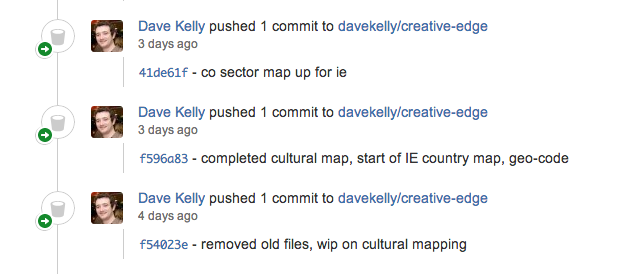 Dave Kelly pushed 1 commit to davekelly/creative-edge
3 days ago
41de61f - co sector map up for ie
Dave Kelly pushed 1 commit to davekelly/creative-edge
3 days ago
f596a83 - completed cultural map, start of IE country map, geo-code
Dave Kelly pushed 1 commit to davekelly/creative-edge
4 days ago
f54023e - removed old files, wip on cultural mapping